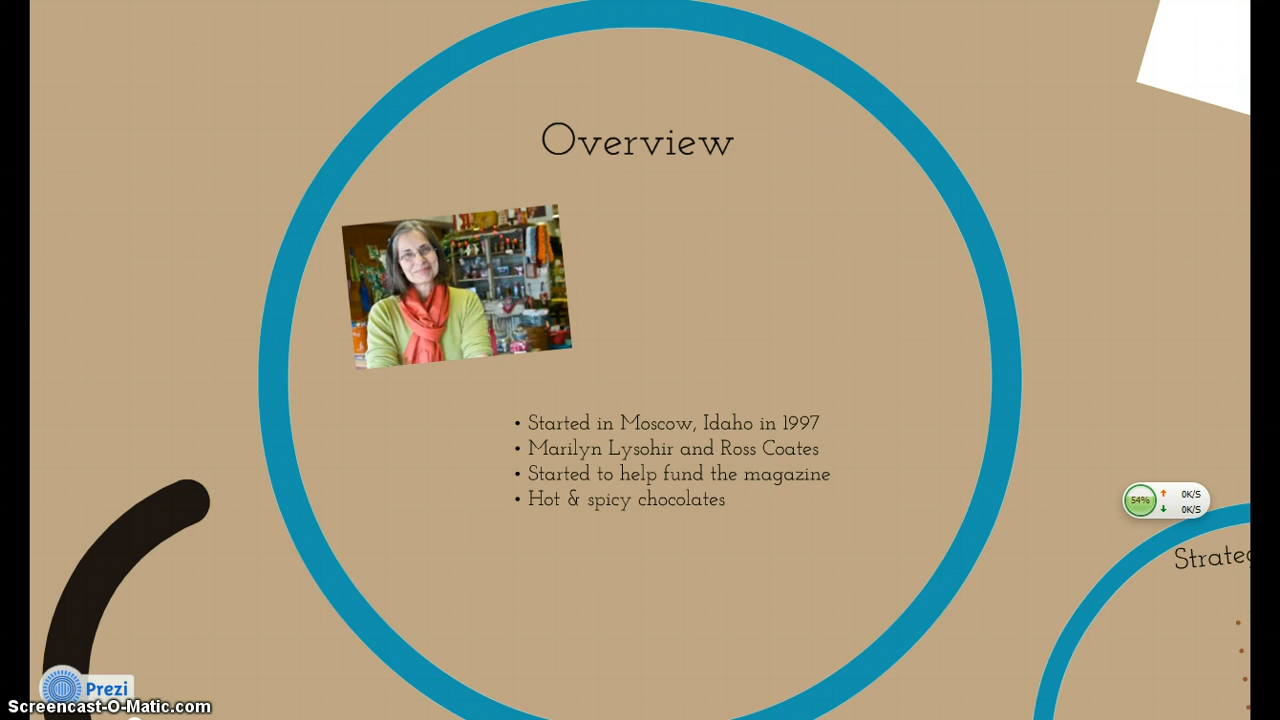 Overview
• Started in Moscow, Idaho in 1997
• Marilyn Lysohir and Ross Coates
• Started to help fund the magazine
• Hot & spicy chocolates
54%
0K/S
0K/S
Strateg
Prezi
Screencast-O-Matic.com